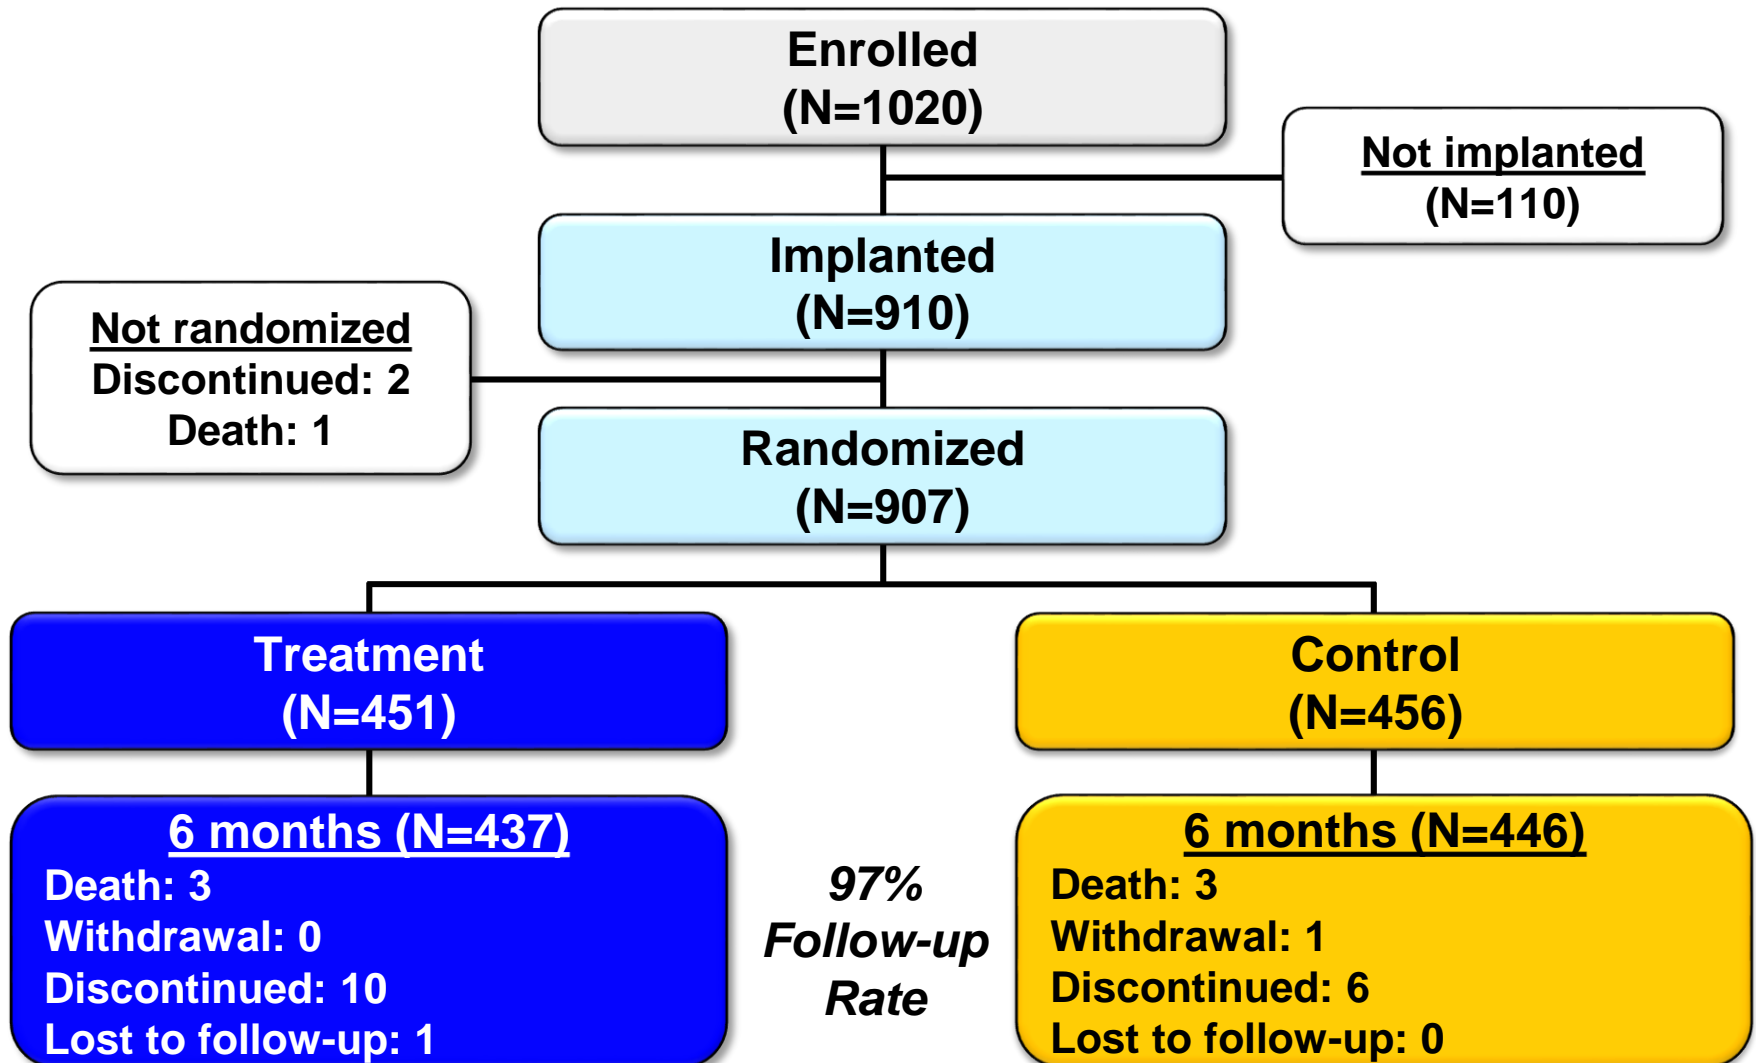 Enrolled
(N=1020)
Not implanted
(N=110)
Implanted
(N=910)
Not randomized
Discontinued: 2
Death: 1
Randomized
(N=907)
Treatment
(N=451)
Control
(N=456)
6 months (N=437)
Death: 3
Withdrawal: 0
Discontinued: 10
Lost to follow-up: 1
97%
Follow-up
Rate
6 months (N=446)
Death: 3
Withdrawal: 1
Discontinued: 6
Lost to follow-up: 0